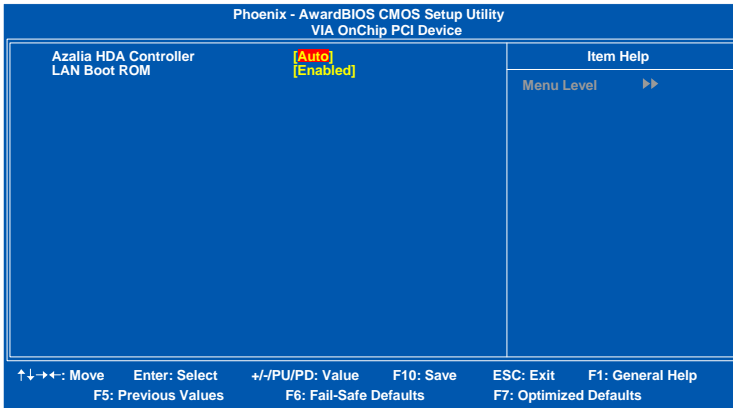 Phoenix - AwardBIOS CMOS Setup Utility
VIA OnChip PCI Device
Azalia HDA Controller [Auto]
LAN Boot ROM [Enabled]
Item Help
Menu Level ▶▶
↑↓→←: Move Enter: Select +/-/PU/PD: Value F10: Save ESC: Exit F1: General Help
F5: Previous Values F6: Fail-Safe Defaults F7: Optimized Defaults